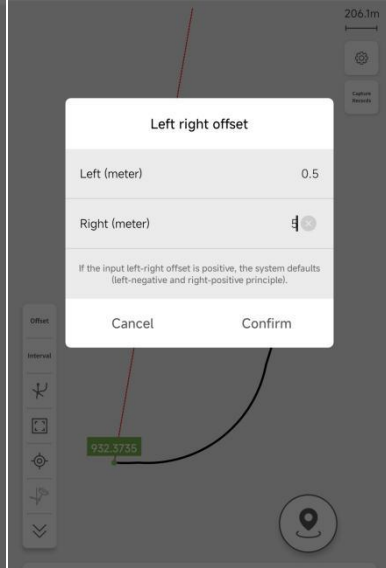 206.1m
Capture
Records
Left right offset
Left (meter) 0.5
Right (meter) 5
If the input left-right offset is positive, the system defaults
(left-negative and right-positive principle).
Cancel Confirm
Offset
Interval
932.3735